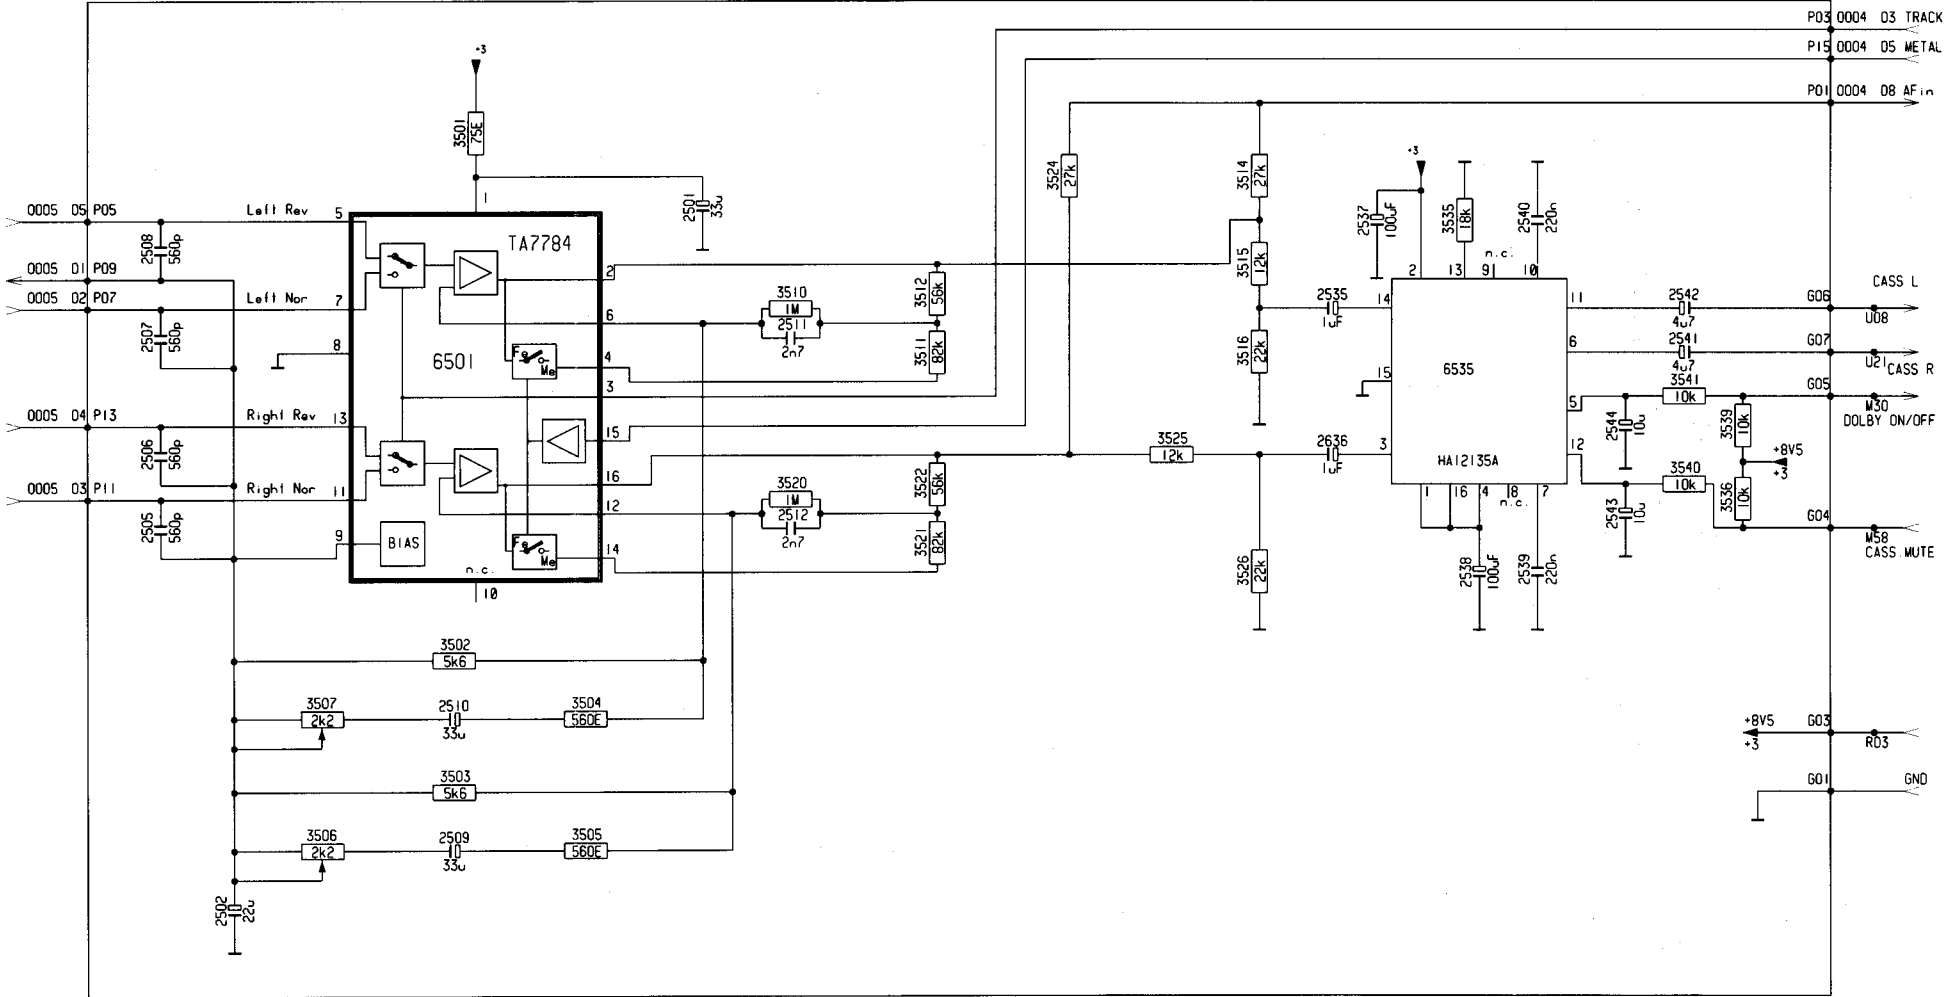 P03 0004 03 TRACK
P15 0004 05 METAL
P01 0004 08 AFin
+3
3501
75E
1
2501
33u
3524
27k
3514
27k
+3
2537
100uF
3535
18k
2540
220n
0005 05 P05
Left Rev
5
TA7784
2508
560p
0005 01 P09
0005 02 P07
Left Nor
7
2
3512
56k
3515
12k
n.c.
2
13
9
10
3510
1M
2511
2n7
6
2535
1uF
14
11
2542
4u7
G06
CASS L
U08
2507
560p
8
6501
Fe
Me
4
3511
82k
3
3516
22k
15
6535
6
2541
4u7
G07
U21
CASS R
3541
10k
G05
M30
DOLBY ON/OFF
5
2544
10u
3539
10k
0005 04 P13
Right Rev
13
15
2506
560p
3525
12k
2636
1uF
3
HA12135A
12
+8V5
+3
0005 03 P11
Right Nor
11
16
3522
56k
3520
1M
2512
2n7
12
3540
10k
3536
10k
1
16
4
8
n.c.
7
2543
10u
G04
M58
CASS.MUTE
2505
560p
9
BIAS
Fe
Me
14
3521
82k
3526
22k
2538
100uF
2539
220n
n.c.
10
3502
5k6
3507
2k2
2510
33u
3504
560E
+8V5
+3
G03
R03
3503
5k6
G01
GND
3506
2k2
2509
33u
3505
560E
2502
22u